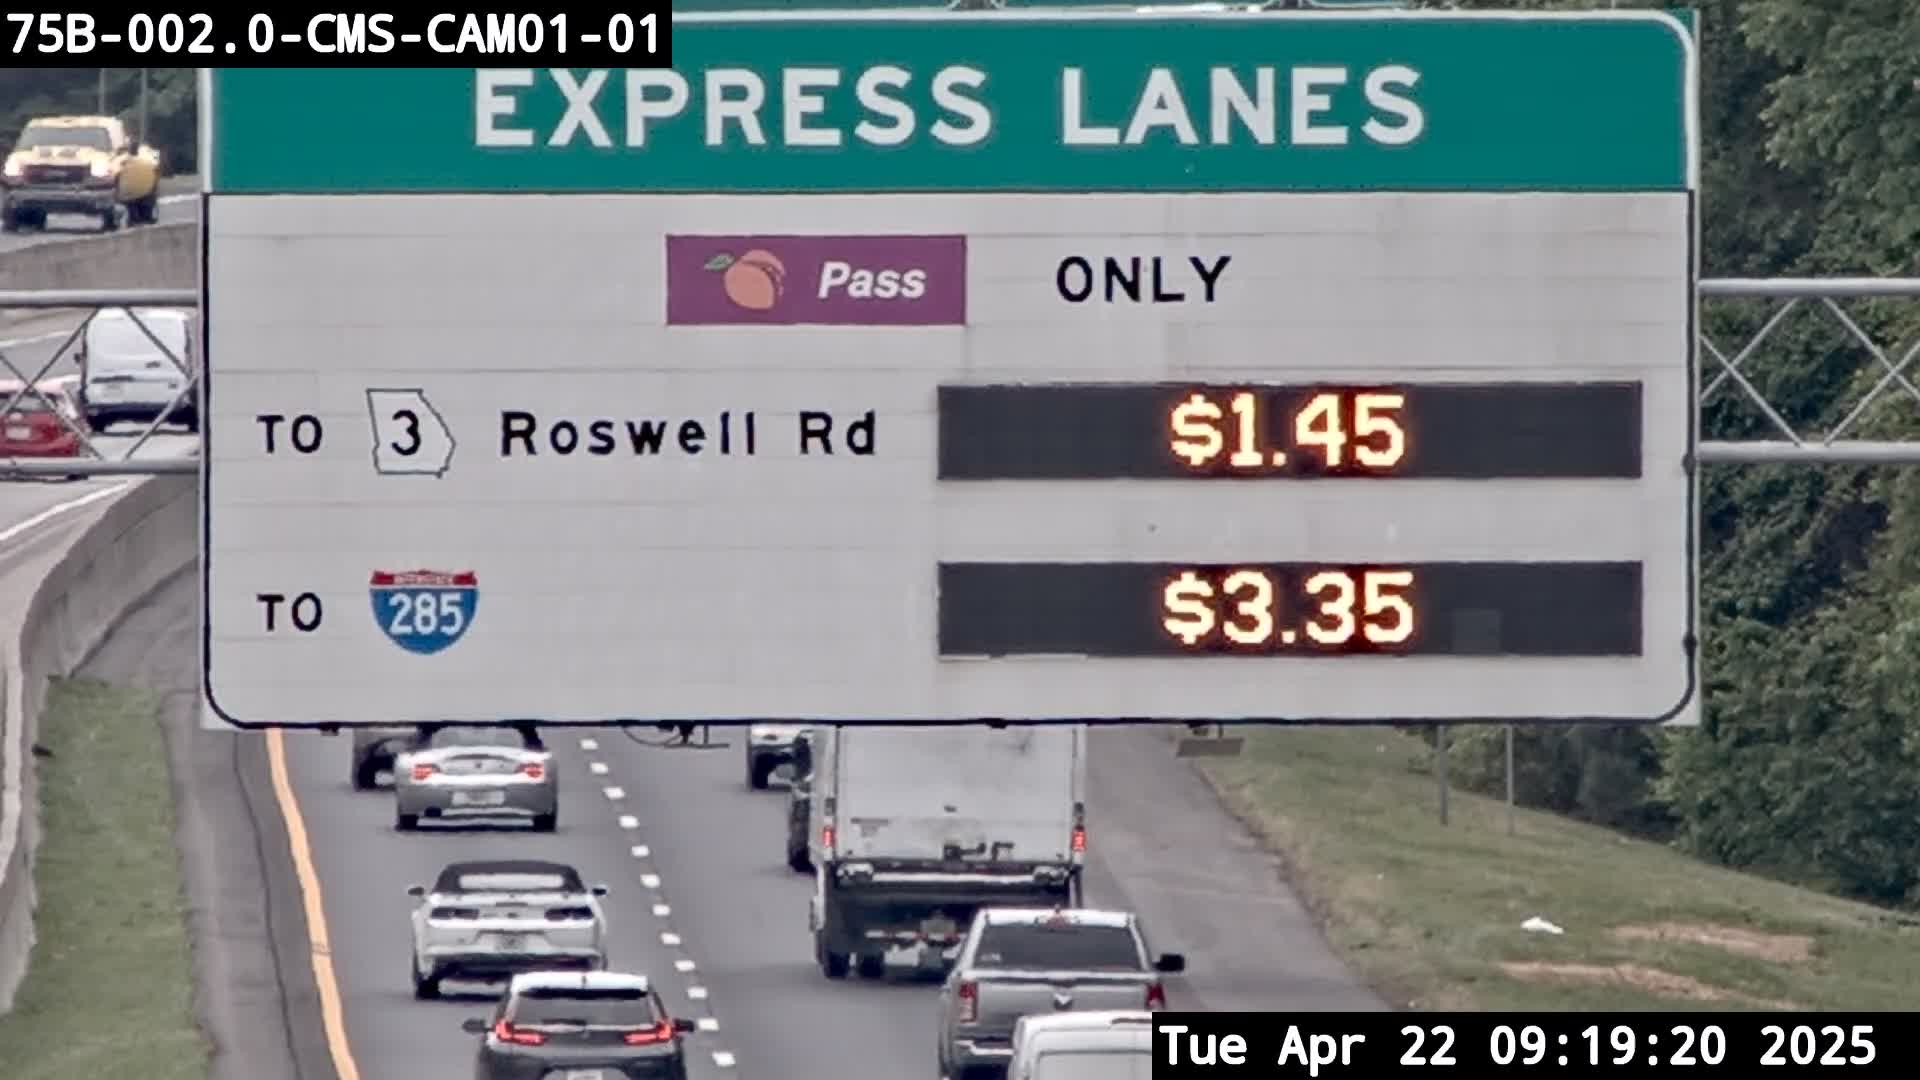 75B-002.0-CMS-CAM01-01
EXPRESS LANES
Pass ONLY
TO 3 Roswell Rd $1.45
TO INTERSTATE 285 $3.35
Tue Apr 22 09:19:20 2025